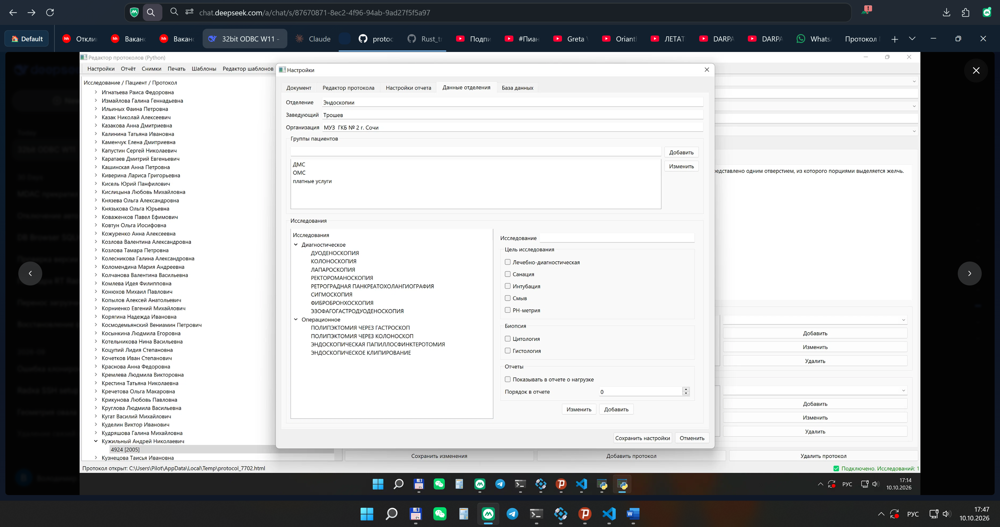 chat.deepseek.com/a/chat/s/87670871-8ec2-4f96-94ab-9ad27f5f5a97
Default
hh Откли
hh Вакан
hh Вакан
32bit ODBC W11 -
Claude
protoc
Rust_tr
Подпи
#Пиан
Greta
Oriant
ЛЕТАТ
DARPA
DARPA
Whats
Протокол
Редактор протоколов (Python)
Настройки Отчёт Снимки Печать Шаблоны Редактор шаблонов
Исследование / Пациент / Протокол
Игнатьева Раиса Федоровна
Измайлова Галина Геннадьевна
Ильиных Фаина Петровна
Казак Николай Алексеевич
Казакова Анна Дмитриевна
Калинина Татьяна Ивановна
Каменчук Елена Дмитриевна
Капустин Сергей Николаевич
Каратаев Дмитрий Евгеньевич
Кашинская Анна Петровна
Киверина Лариса Григорьевна
Кисель Юрий Панфилович
Кислицына Любовь Михайловна
Князева Ольга Александровна
Князькова Ольга Юрьевна
Коваженков Павел Ефимович
Ковтун Ольга Иосифовна
Кожуренко Анна Алексеевна
Козлова Валентина Александровна
Козлова Тамара Петровна
Колесникова Галина Александровна
Коломендина Мария Андреевна
Колчанова Валентина Васильевна
Комлева Идея Филипповна
Конюхов Михаил Павлович
Копылов Алексей Анатольевич
Корниенко Евгений Михайлович
Корягина Надежда Ивановна
Космодемьянский Вениамин Петрович
Косынкина Людмила Егоровна
Котельникова Нина Васильевна
Коцупий Лидия Степановна
Кочетков Иван Степанович
Краснова Анна Федоровна
Кремлева Людмила Викторовна
Крестина Татьяна Николаевна
Кречетова Ольга Макаровна
Крикунова Любовь Павловна
Круглова Людмила Васильевна
Кугат Василий Михайлович
Куделин Виктор Иванович
Кудряшова Галина Михайловна
Кужильный Андрей Николаевич
4924 [2005]
Кузнецова Таисья Ивановна
Настройки
Документ Редактор протокола Настройки отчета Данные отделения База данных
Отделение Эндоскопии
Заведующий Трошев
Организация МУЗ ГКБ № 2 г. Сочи
Группы пациентов
Добавить
Изменить
ДМС
ОМС
платные услуги
Исследования
Исследования
Диагностическое
ДУОДЕНОСКОПИЯ
КОЛОНОСКОПИЯ
ЛАПАРОСКОПИЯ
РЕКТОРОМАНОСКОПИЯ
РЕТРОГРАДНАЯ ПАНКРЕАТОХОЛАНГИОГРАФИЯ
СИГМОСКОПИЯ
ФИБРОБРОНХОСКОПИЯ
ЭЗОФАГОГАСТРОДУОДЕНОСКОПИЯ
Операционное
ПОЛИПЭКТОМИЯ ЧЕРЕЗ ГАСТРОСКОП
ПОЛИПЭКТОМИЯ ЧЕРЕЗ КОЛОНОСКОП
ЭНДОСКОПИЧЕСКАЯ ПАПИЛЛОСФИНКТЕРОТОМИЯ
ЭНДОСКОПИЧЕСКОЕ КЛИПИРОВАНИЕ
Исследование
Цель исследования
Лечебно-диагностическая
Санация
Интубация
Смыв
PH-метрия
Биопсия
Цитология
Гистология
Отчеты
Показывать в отчете о нагрузке
Порядок в отчете 0
Изменить Добавить
Сохранить настройки Отменить
редставлено одним отверстием, из которого порциями выделяется желчь.
Добавить
Изменить
Удалить
Добавить
Изменить
Удалить
Сохранить изменения Добавить протокол Удалить протокол
Протокол открыт: C:\Users\Pilot\AppData\Local\Temp\protocol_7702.html
Подключено. Исследований: 1
РУС
17:14
10.10.2026
РУС
17:47
10.10.2026